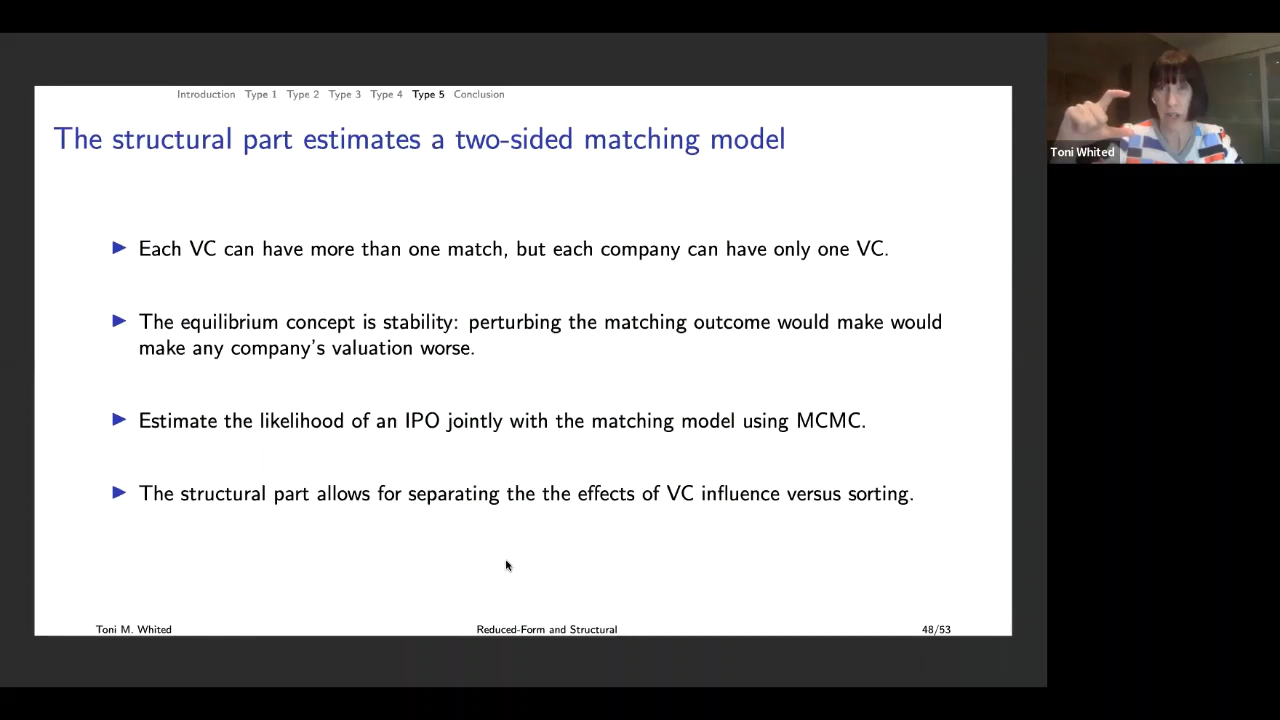 Introduction Type 1 Type 2 Type 3 Type 4 Type 5 Conclusion
The structural part estimates a two-sided matching model
Toni Whited
Each VC can have more than one match, but each company can have only one VC.
The equilibrium concept is stability: perturbing the matching outcome would make would
make any company's valuation worse.
Estimate the likelihood of an IPO jointly with the matching model using MCMC.
The structural part allows for separating the the effects of VC influence versus sorting.
Toni M. Whited Reduced-Form and Structural 48/53